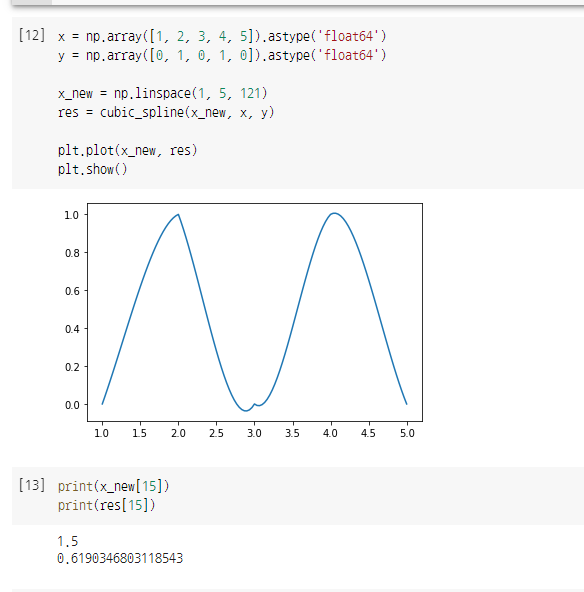 [12] x = np.array([1, 2, 3, 4, 5]).astype('float64')
y = np.array([0, 1, 0, 1, 0]).astype('float64')
x_new = np.linspace(1, 5, 121)
res = cubic_spline(x_new, x, y)
plt.plot(x_new, res)
plt.show()
1.0
0.8
0.6
0.4
0.2
0.0
1.0 1.5 2.0 2.5 3.0 3.5 4.0 4.5 5.0
[13] print(x_new[15])
print(res[15])
1.5
0.6190346803118543